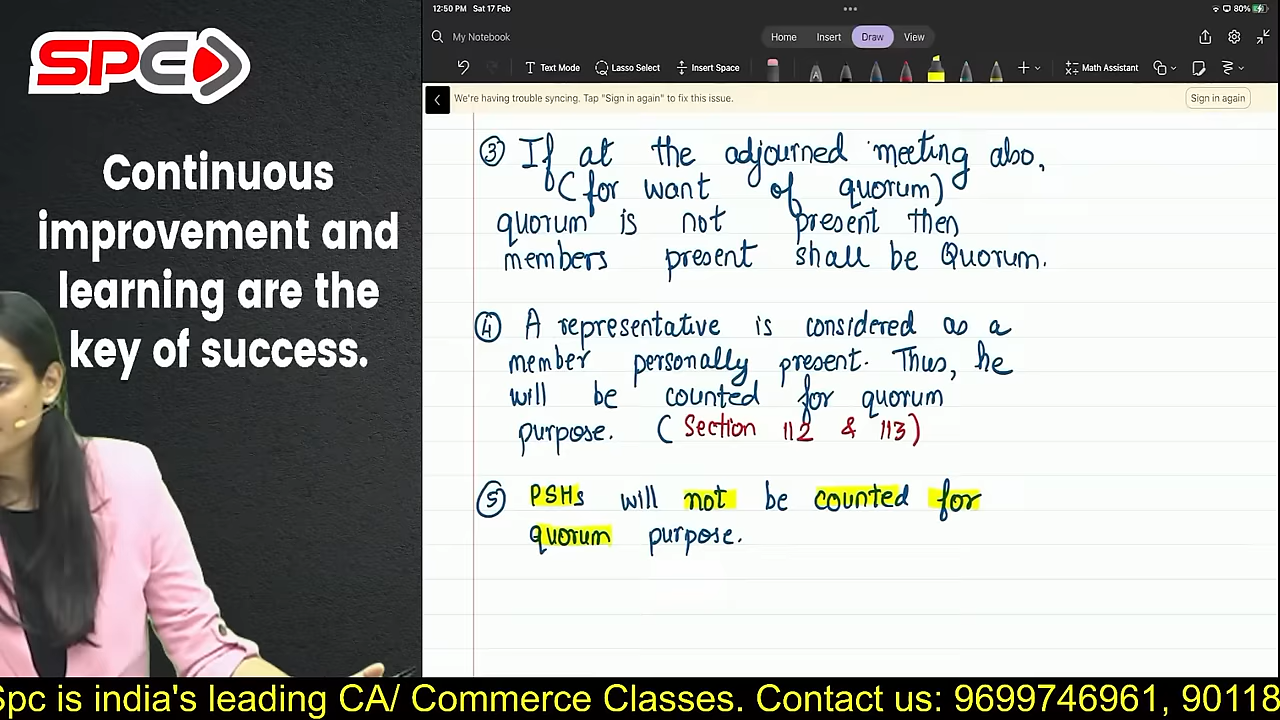 12:50 PM Sat 17 Feb
80%
My Notebook
Home Insert Draw View
Text Mode Lasso Select Insert Space Math Assistant
We're having trouble syncing. Tap "Sign in again" to fix this issue. Sign in again
SPC
Continuous
improvement and
learning are the
key of success.
③ If at the adjourned meeting also,
(for want of quorum)
quorum is not present then
members present shall be Quorum.
④ A representative is considered as a
member personally present. Thus, he
will be counted for quorum
purpose. (Section 112 & 113)
⑤ PSHs will not be counted for
quorum purpose.
Spc is india's leading CA/ Commerce Classes. Contact us: 9699746961, 90118